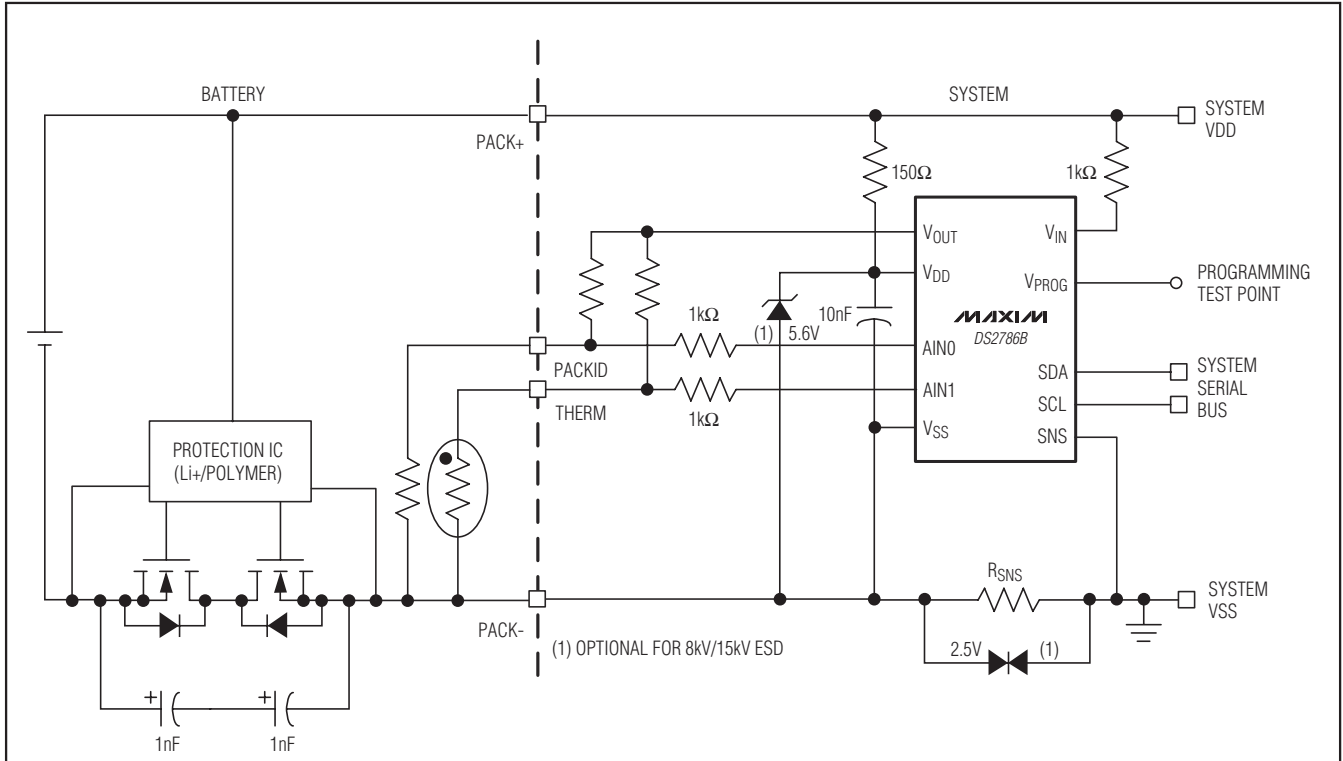 BATTERY
SYSTEM
PACK+
SYSTEM
VDD
150Ω
1kΩ
VOUT
VIN
VDD
VPROG
PROGRAMMING
TEST POINT
MAXIM
DS2786B
10nF
(1)
5.6V
1kΩ
AIN0
PACKID
SDA
SYSTEM
SERIAL
BUS
AIN1
THERM
1kΩ
SCL
VSS
SNS
PROTECTION IC
(Li+/POLYMER)
RSNS
SYSTEM
VSS
PACK-
(1) OPTIONAL FOR 8kV/15kV ESD
2.5V
(1)
+
+
1nF
1nF